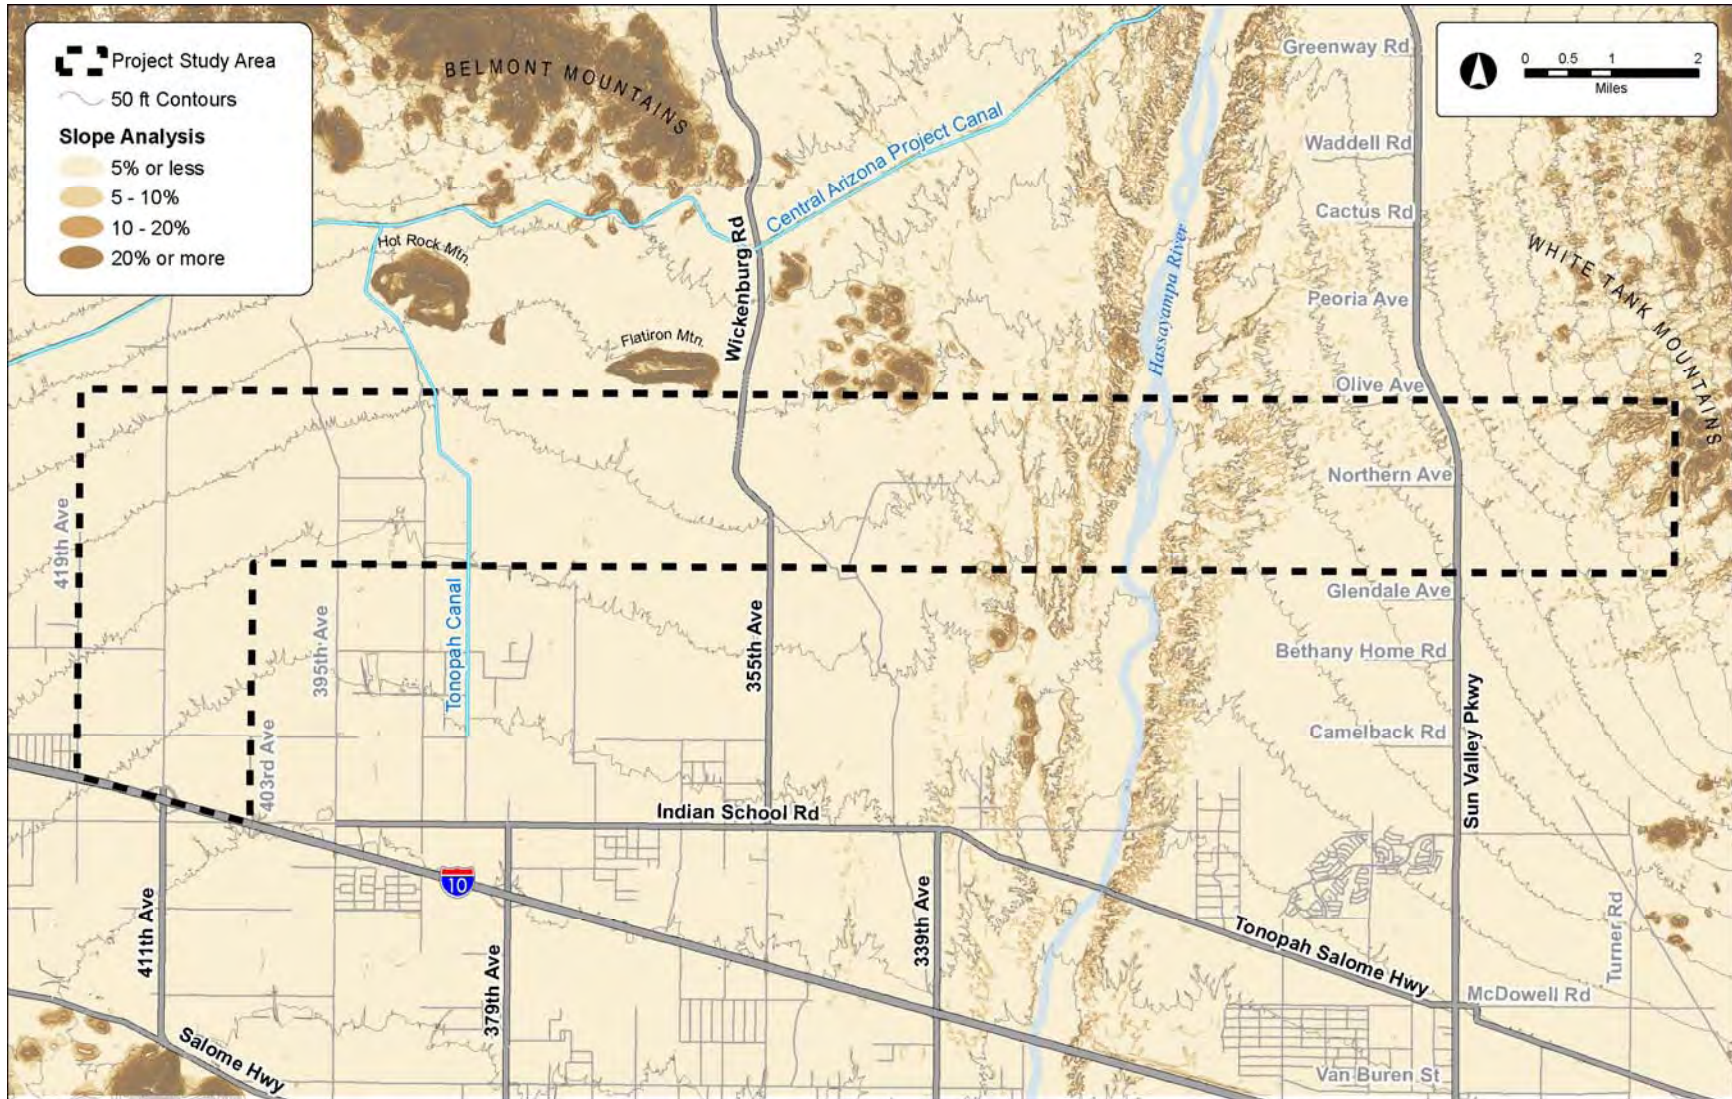 Project Study Area
50 ft Contours
Slope Analysis
5% or less
5 - 10%
10 - 20%
20% or more
0 0.5 1 2
Miles
BELMONT MOUNTAINS
Greenway Rd
Waddell Rd
Central Arizona Project Canal
Cactus Rd
Hot Rock Mtn.
Wickenburg Rd
Hassayampa River
WHITE TANK MOUNTAINS
Peoria Ave
Flatiron Mtn.
Olive Ave
Northern Ave
419th Ave
Glendale Ave
395th Ave
Tonopah Canal
355th Ave
Bethany Home Rd
Sun Valley Pkwy
403rd Ave
Camelback Rd
Indian School Rd
10
411th Ave
379th Ave
339th Ave
Tonopah Salome Hwy
Turner Rd
McDowell Rd
Salome Hwy
Van Buren St